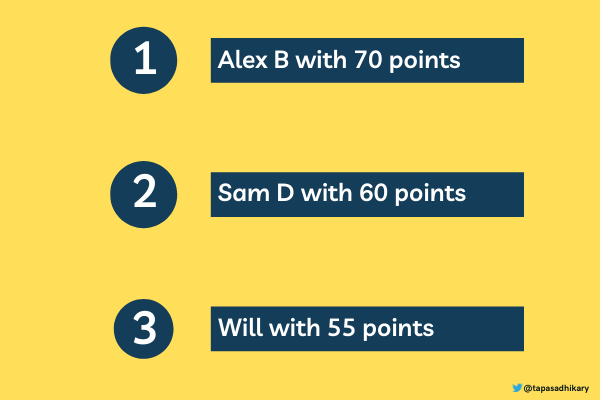 1
Alex B with 70 points
2
Sam D with 60 points
3
Will with 55 points
@tapasadhikary